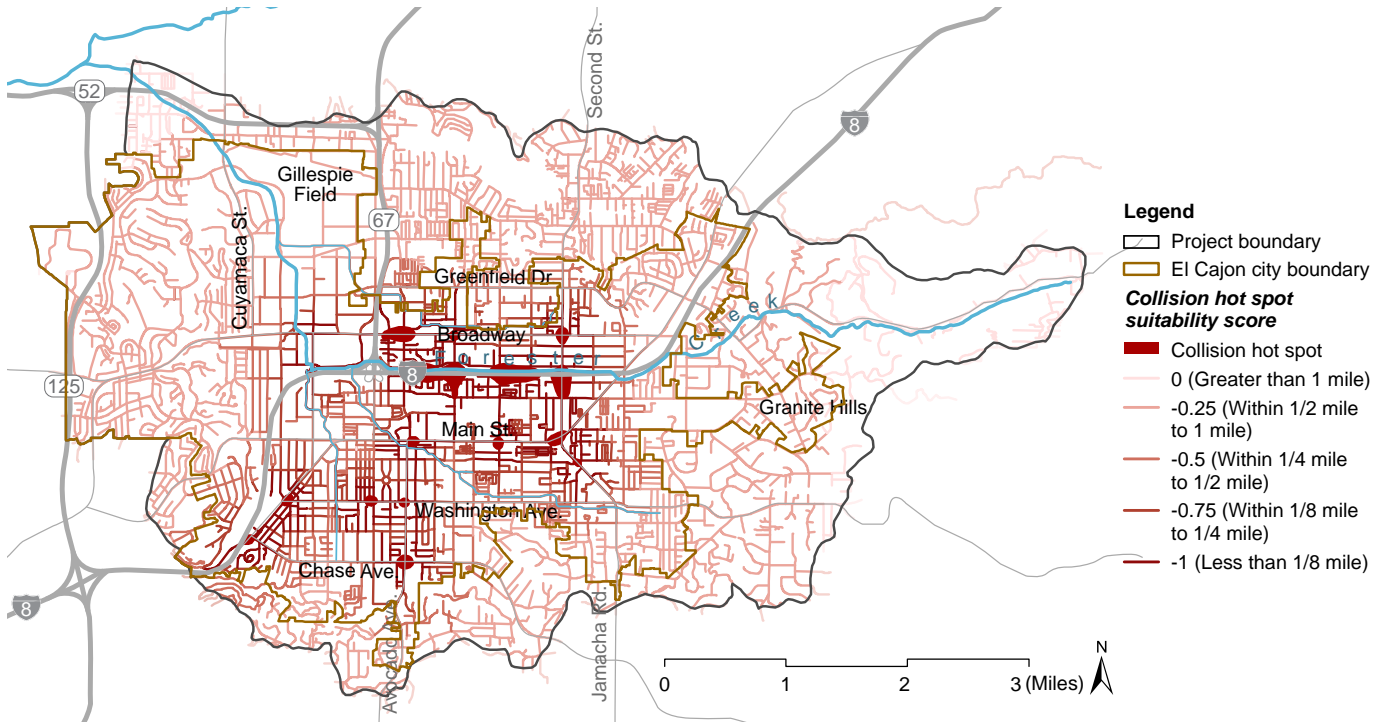 Second St.
52
8
Gillespie
Field
Cuyamaca St.
67
Greenfield Dr
Broadway
Forester
Creek
8
125
Granite Hills
Main St.
Washington Ave.
Chase Ave.
8
Avocado Ave.
Jamacha Rd.
0 1 2 3 (Miles)
N
Legend
Project boundary
El Cajon city boundary
Collision hot spot
suitability score
Collision hot spot
0 (Greater than 1 mile)
-0.25 (Within 1/2 mile
to 1 mile)
-0.5 (Within 1/4 mile
to 1/2 mile)
-0.75 (Within 1/8 mile
to 1/4 mile)
-1 (Less than 1/8 mile)